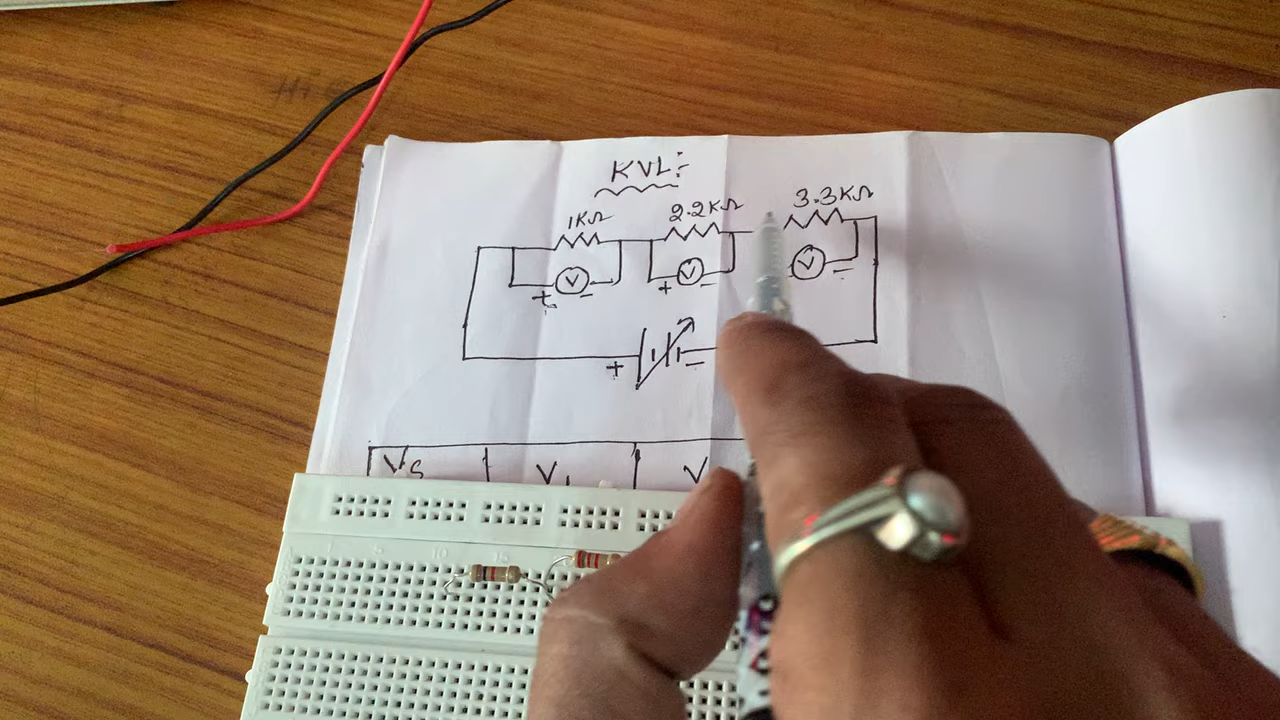 KVL:-
1KΩ 2.2KΩ 3.3KΩ
V V V
+ - + - -
+ -
Vs V1 V